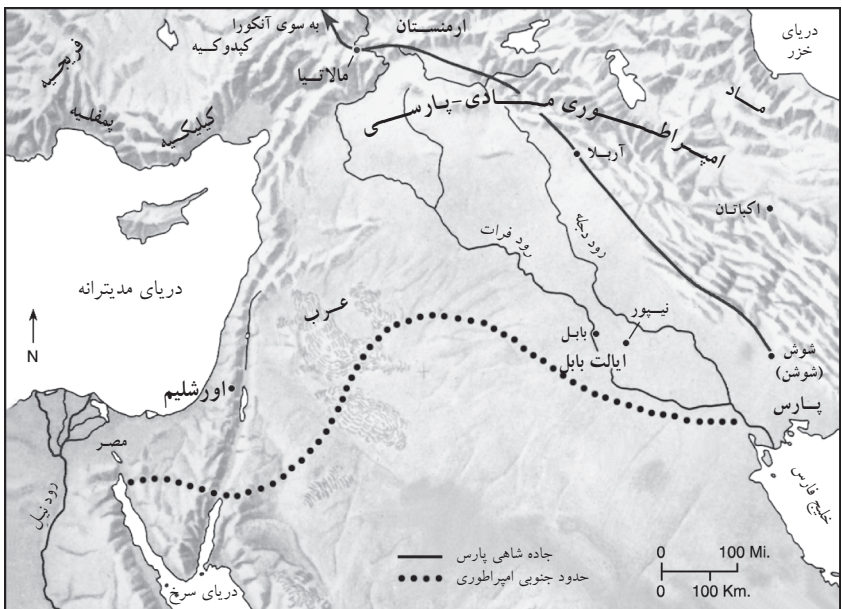 به سوی آنکورا
ارمنستان
کپدوکیه
فریجیه
مالاتیا
دریای
خزر
ماد
پمفلیه
کیلیکیه
امپراطوری مادی-پارسی
آربلا
اکباتان
رود دجله
رود فرات
دریای مدیترانه
عرب
نیپور
بابل
ایالت بابل
N
شوش
(شوشن)
پارس
اورشلیم
مصر
رود نیل
خلیج فارس
دریای سرخ
جاده شاهی پارس
حدود جنوبی امپراطوری
0 100 Mi.
0 100 Km.